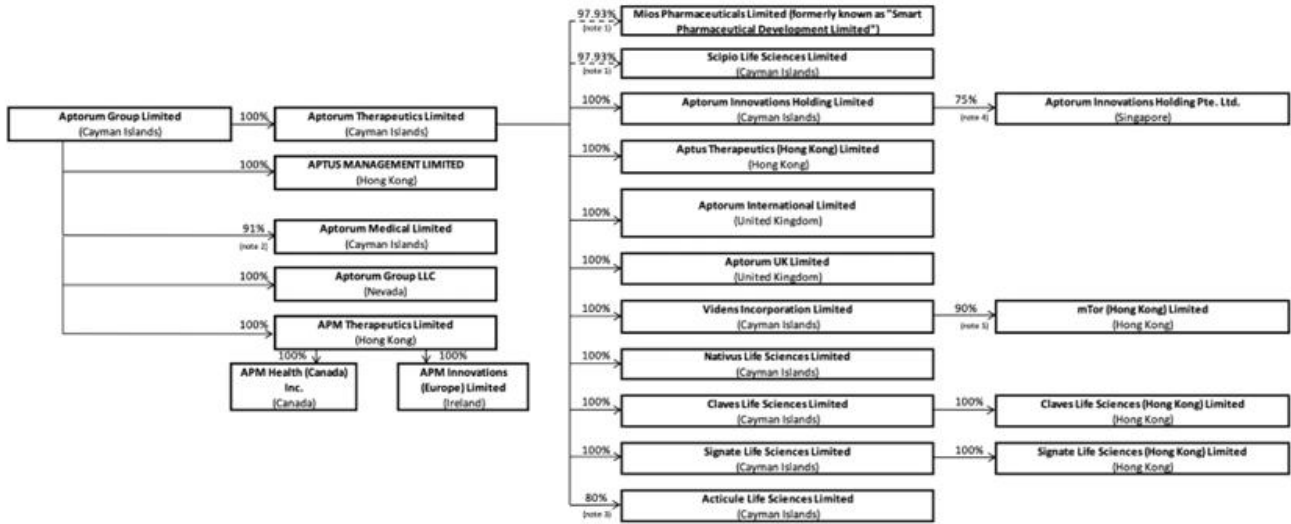 Aptorum Group Limited
(Cayman Islands)
100%
Aptorum Therapeutics Limited
(Cayman Islands)
100%
APTUS MANAGEMENT LIMITED
(Hong Kong)
91%
(note 2)
Aptorum Medical Limited
(Cayman Islands)
100%
Aptorum Group LLC
(Nevada)
100%
APM Therapeutics Limited
(Hong Kong)
100%
APM Health (Canada)
Inc.
(Canada)
100%
APM Innovations
(Europe) Limited
(Ireland)
97.93%
(note 1)
Mios Pharmaceuticals Limited (formerly known as "Smart
Pharmaceutical Development Limited")
97.93%
(note 1)
Scipio Life Sciences Limited
(Cayman Islands)
100%
Aptorum Innovations Holding Limited
(Cayman Islands)
75%
(note 4)
Aptorum Innovations Holding Pte. Ltd.
(Singapore)
100%
Aptus Therapeutics (Hong Kong) Limited
(Hong Kong)
100%
Aptorum International Limited
(United Kingdom)
100%
Aptorum UK Limited
(United Kingdom)
100%
Videns Incorporation Limited
(Cayman Islands)
90%
(note 5)
mTor (Hong Kong) Limited
(Hong Kong)
100%
Nativus Life Sciences Limited
(Cayman Islands)
100%
Claves Life Sciences Limited
(Cayman Islands)
100%
Claves Life Sciences (Hong Kong) Limited
(Hong Kong)
100%
Signate Life Sciences Limited
(Cayman Islands)
100%
Signate Life Sciences (Hong Kong) Limited
(Hong Kong)
80%
(note 3)
Acticule Life Sciences Limited
(Cayman Islands)